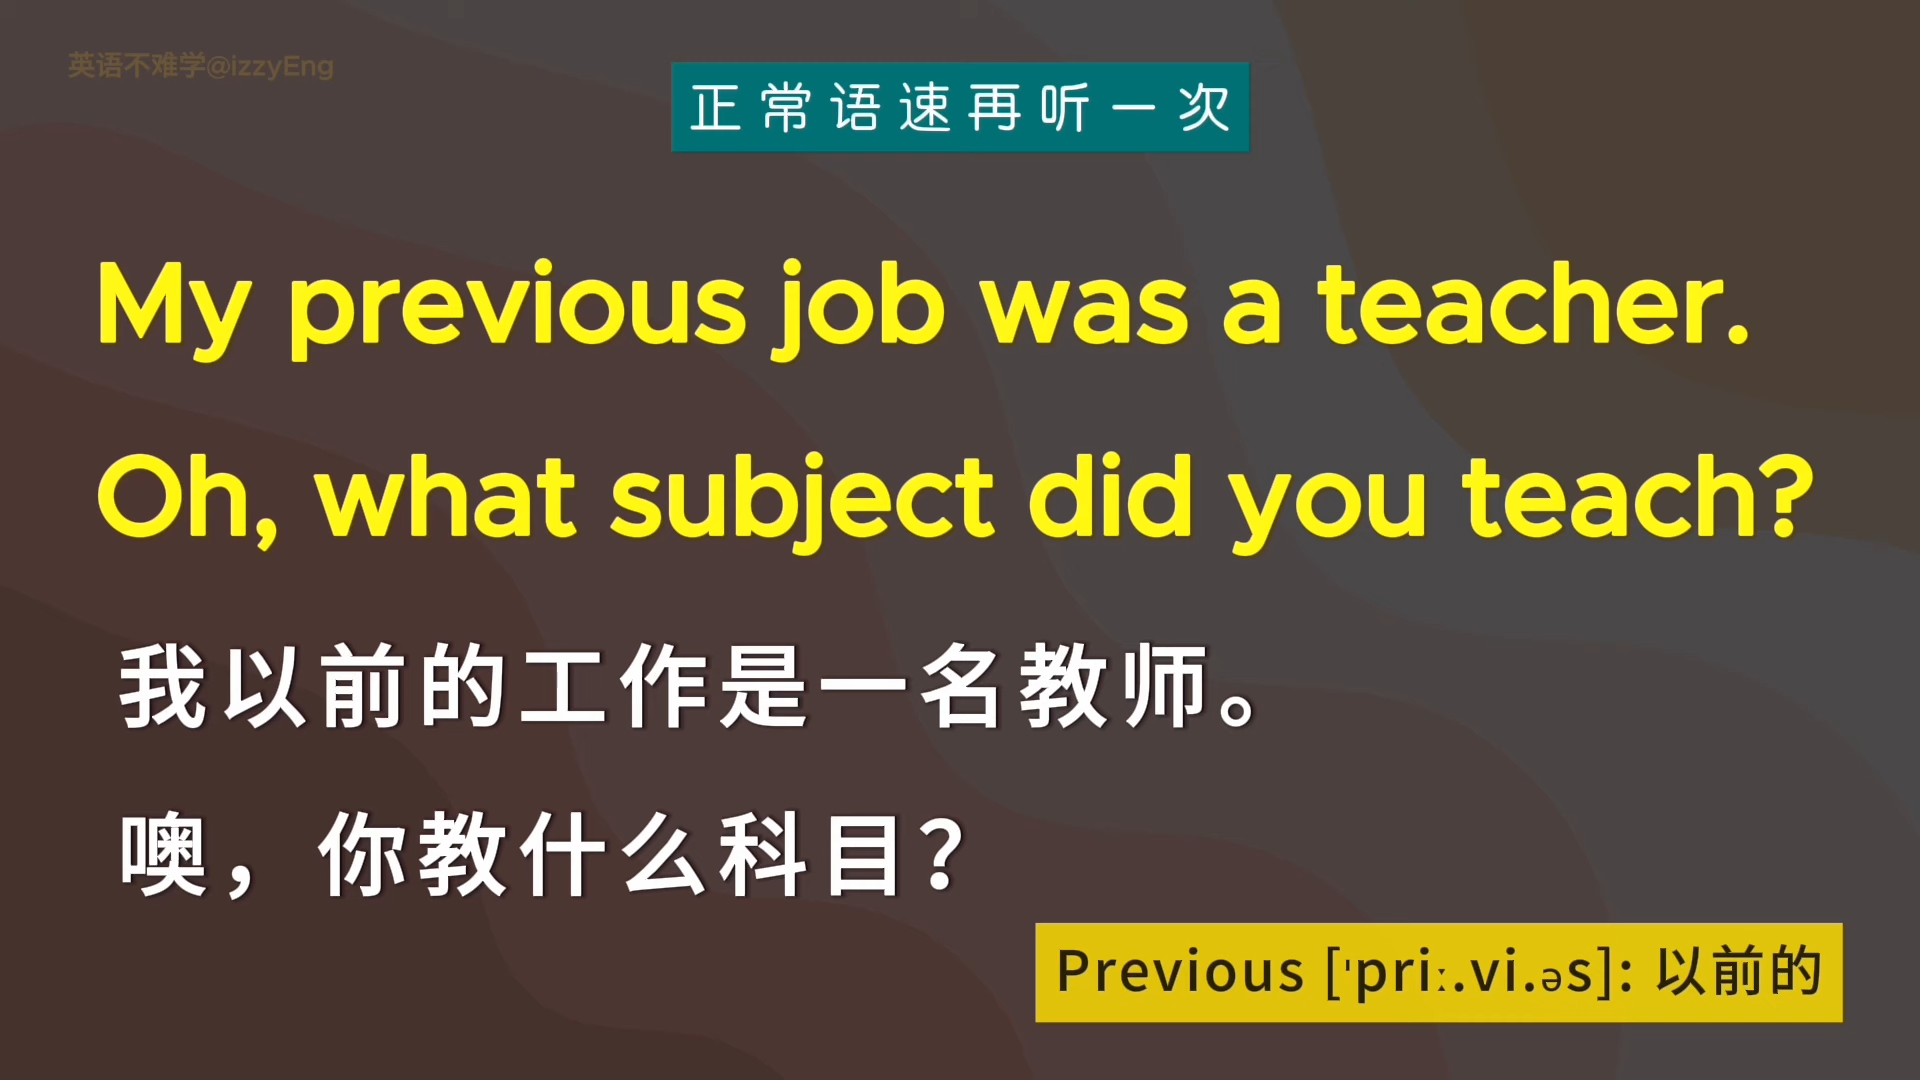 英语不难学@izzyEng
正常语速再听一次
My previous job was a teacher.
Oh, what subject did you teach?
我以前的工作是一名教师。
噢，你教什么科目？
Previous [ˈpriː.vi.əs]: 以前的